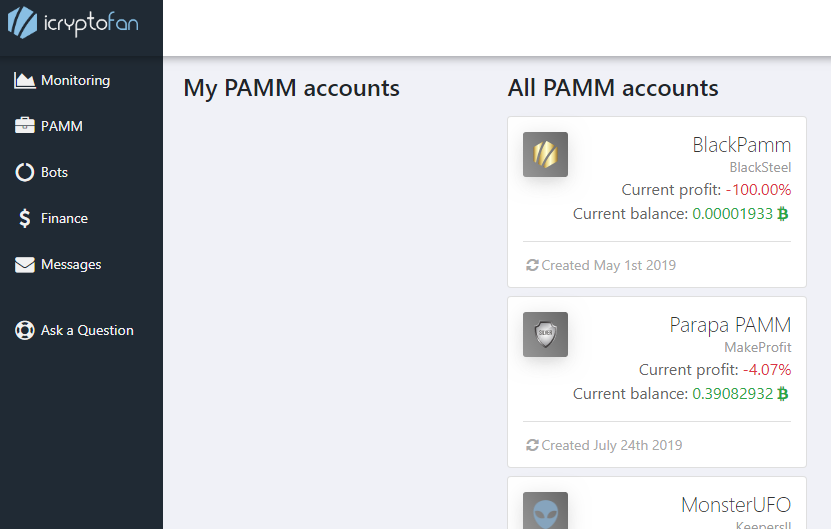 icryptofan
Monitoring
PAMM
Bots
Finance
Messages
Ask a Question
My PAMM accounts
All PAMM accounts
BlackPamm
BlackSteel
Current profit: -100.00%
Current balance: 0.00001933 ₿
Created May 1st 2019
SILVER
Parapa PAMM
MakeProfit
Current profit: -4.07%
Current balance: 0.39082932 ₿
Created July 24th 2019
MonsterUFO